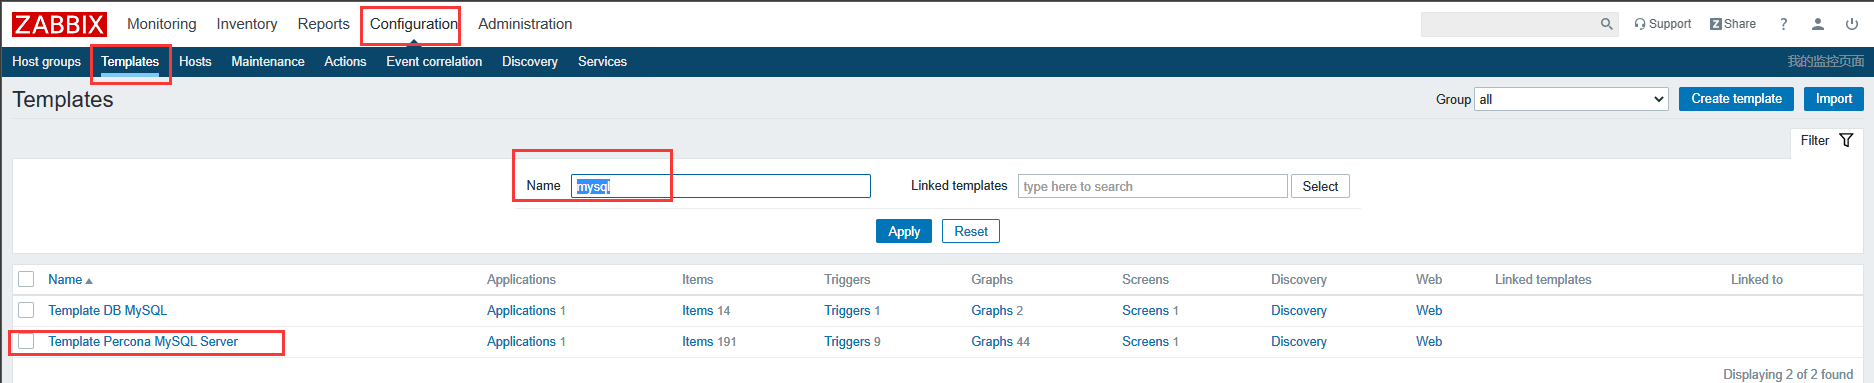 ZABBIX Monitoring Inventory Reports Configuration Administration Support Z Share ?
Host groups Templates Hosts Maintenance Actions Event correlation Discovery Services 我的监控页面
Templates Group all Create template Import
Filter
Name mysql Linked templates type here to search Select
Apply Reset
Name Applications Items Triggers Graphs Screens Discovery Web Linked templates Linked to
Template DB MySQL Applications 1 Items 14 Triggers 1 Graphs 2 Screens 1 Discovery Web
Template Percona MySQL Server Applications 1 Items 191 Triggers 9 Graphs 44 Screens 1 Discovery Web
Displaying 2 of 2 found